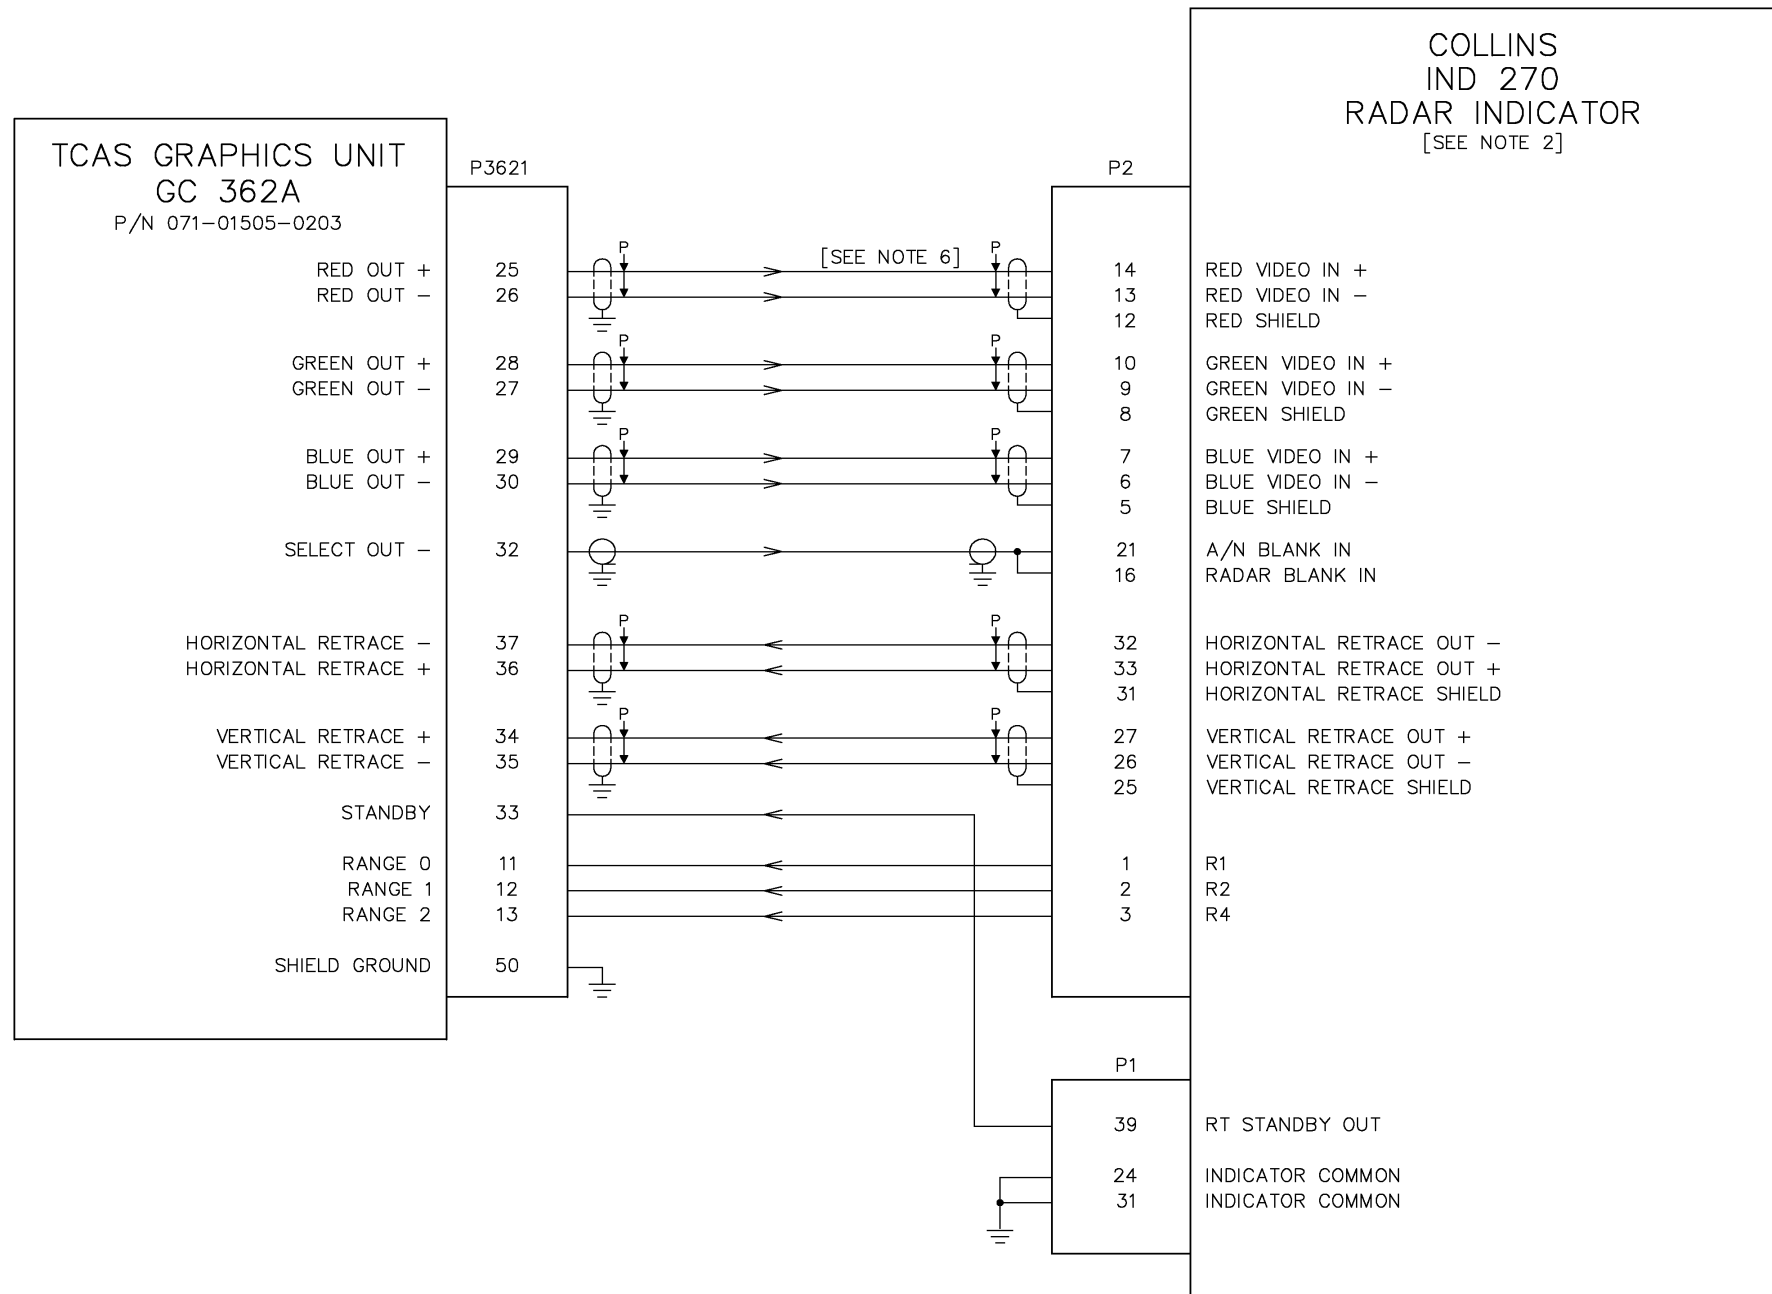 COLLINS
IND 270
RADAR INDICATOR
[SEE NOTE 2]
TCAS GRAPHICS UNIT
GC 362A
P/N 071-01505-0203
P3621
P2
[SEE NOTE 6]
P P
RED OUT + 25 14 RED VIDEO IN +
RED OUT - 26 13 RED VIDEO IN -
12 RED SHIELD
P P
GREEN OUT + 28 10 GREEN VIDEO IN +
GREEN OUT - 27 9 GREEN VIDEO IN -
8 GREEN SHIELD
P P
BLUE OUT + 29 7 BLUE VIDEO IN +
BLUE OUT - 30 6 BLUE VIDEO IN -
5 BLUE SHIELD
SELECT OUT - 32 21 A/N BLANK IN
16 RADAR BLANK IN
P P
HORIZONTAL RETRACE - 37 32 HORIZONTAL RETRACE OUT -
HORIZONTAL RETRACE + 36 33 HORIZONTAL RETRACE OUT +
31 HORIZONTAL RETRACE SHIELD
P P
VERTICAL RETRACE + 34 27 VERTICAL RETRACE OUT +
VERTICAL RETRACE - 35 26 VERTICAL RETRACE OUT -
25 VERTICAL RETRACE SHIELD
STANDBY 33
RANGE 0 11 1 R1
RANGE 1 12 2 R2
RANGE 2 13 3 R4
SHIELD GROUND 50
P1
39 RT STANDBY OUT
24 INDICATOR COMMON
31 INDICATOR COMMON